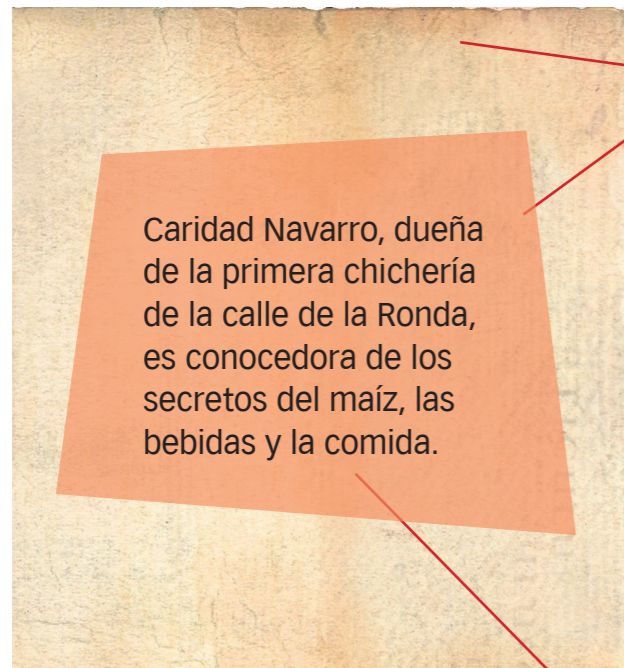 Caridad Navarro, dueña
de la primera chichería
de la calle de la Ronda,
es conocedora de los
secretos del maíz, las
bebidas y la comida.